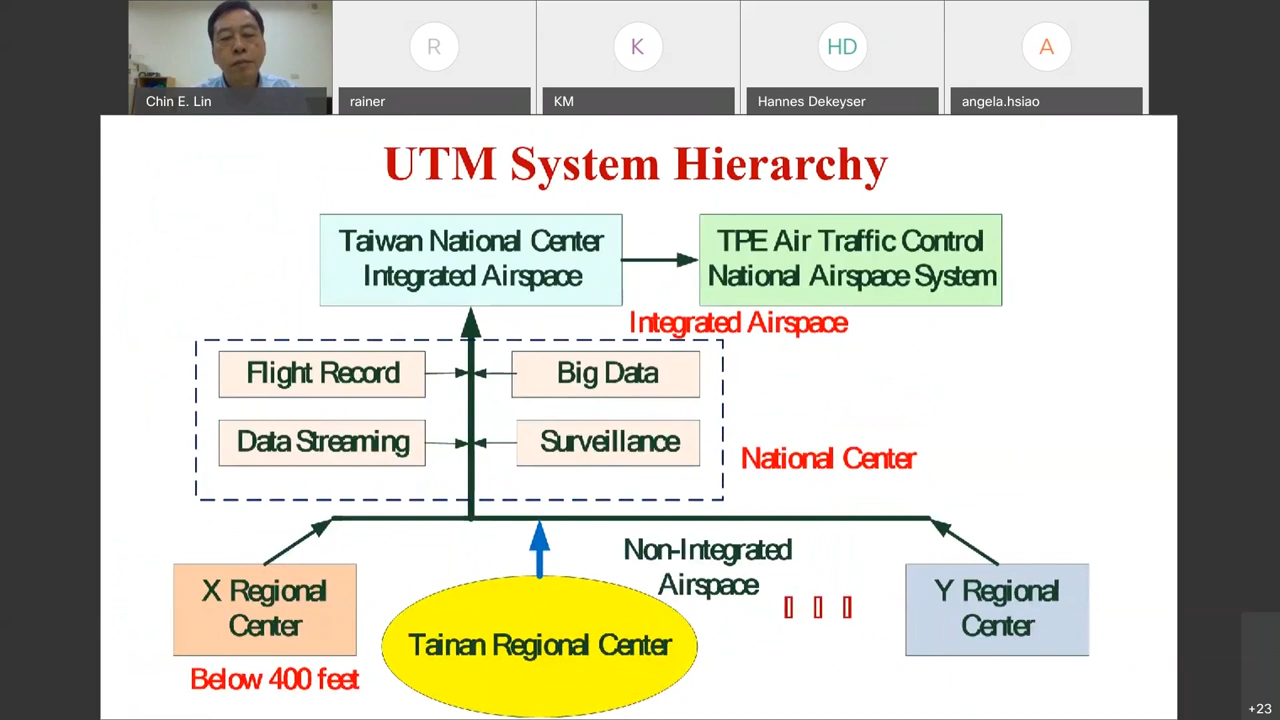 R
K
HD
A
Chin E. Lin
rainer
KM
Hannes Dekeyser
angela.hsiao
UTM System Hierarchy
Taiwan National Center
Integrated Airspace
TPE Air Traffic Control
National Airspace System
Integrated Airspace
Flight Record
Big Data
Data Streaming
Surveillance
National Center
Non-Integrated
Airspace
X Regional
Center
Tainan Regional Center
Y Regional
Center
Below 400 feet
+23